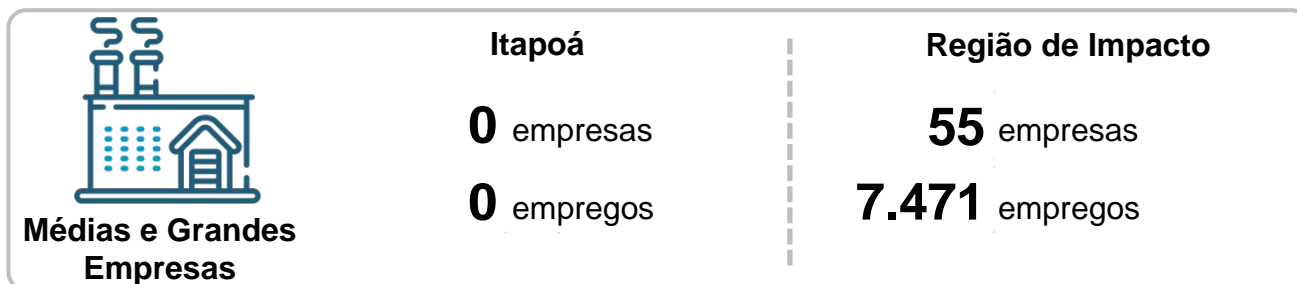 Itapoá
Região de Impacto
0 empresas
55 empresas
0 empregos
7.471 empregos
Médias e Grandes
Empresas